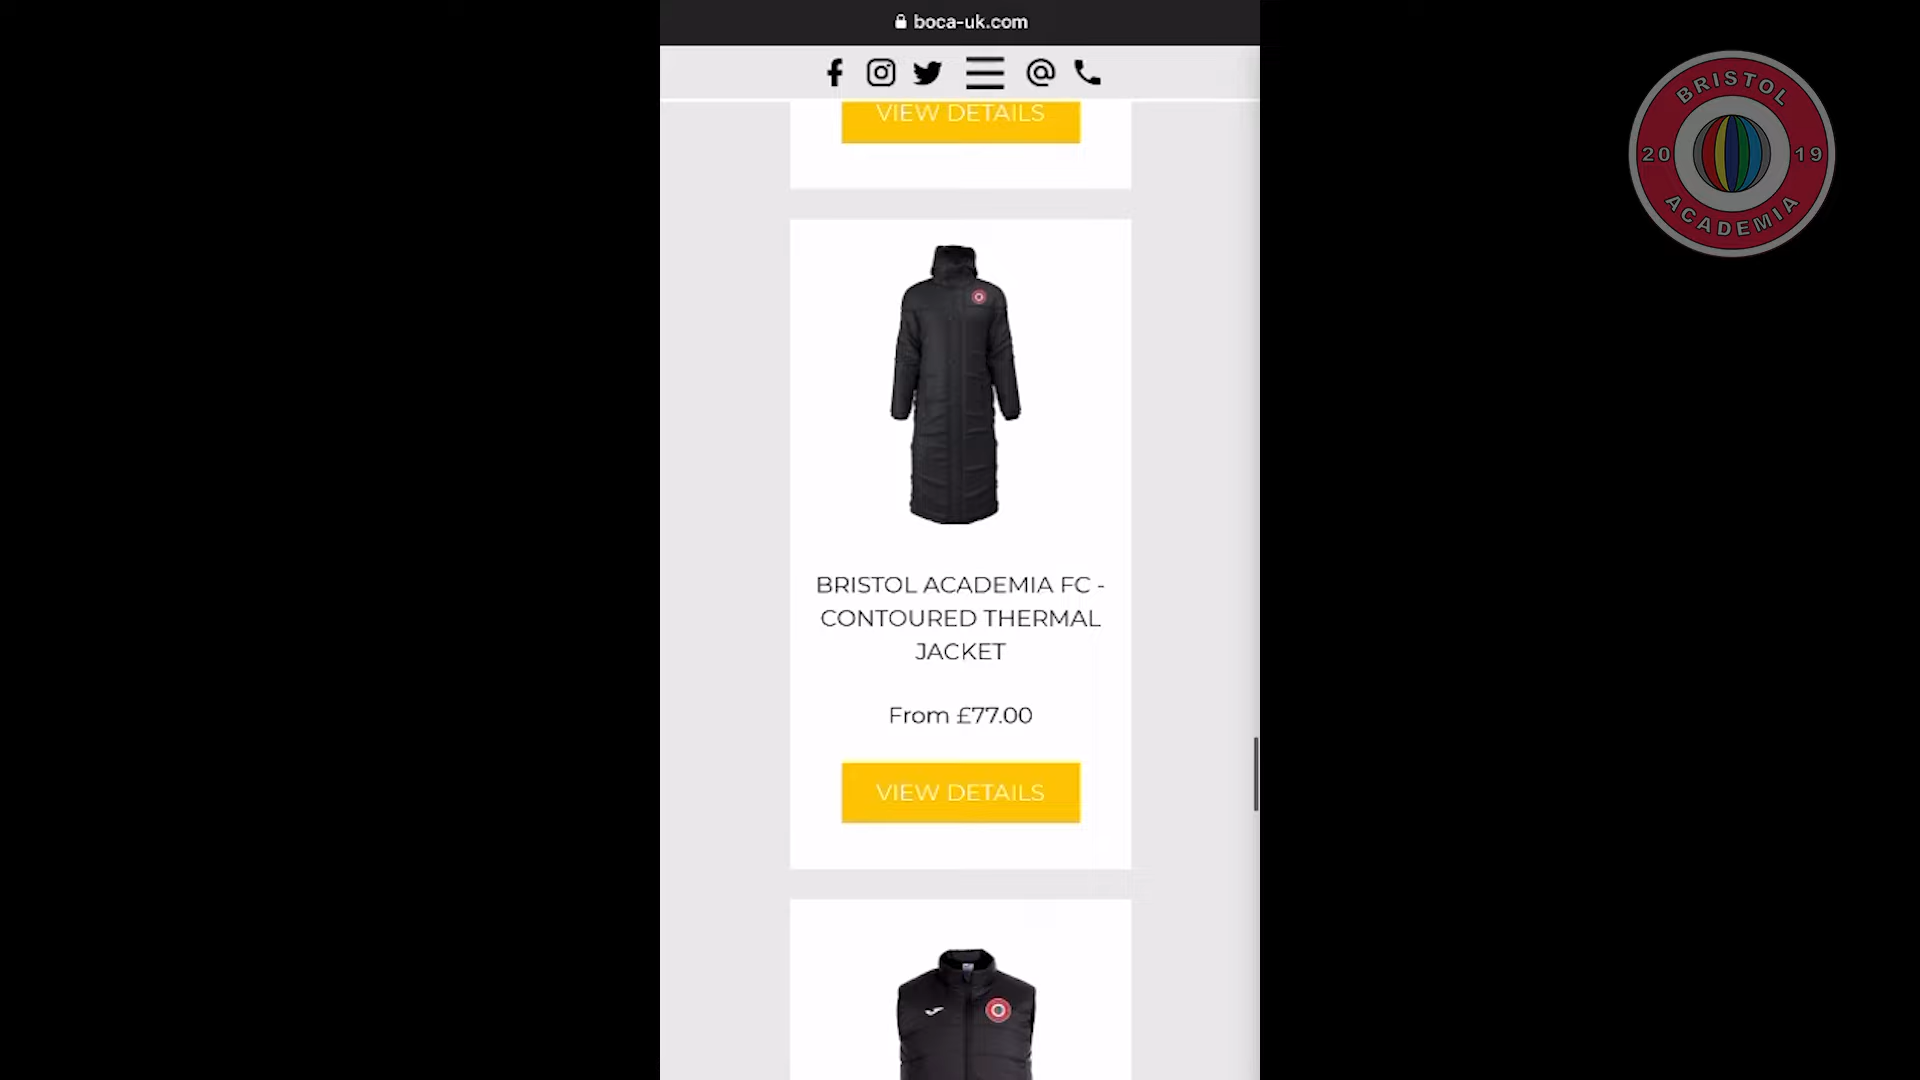 boca-uk.com
VIEW DETAILS
BRISTOL
20 19
ACADEMIA
BRISTOL ACADEMIA FC -
CONTOURED THERMAL
JACKET
From £77.00
VIEW DETAILS